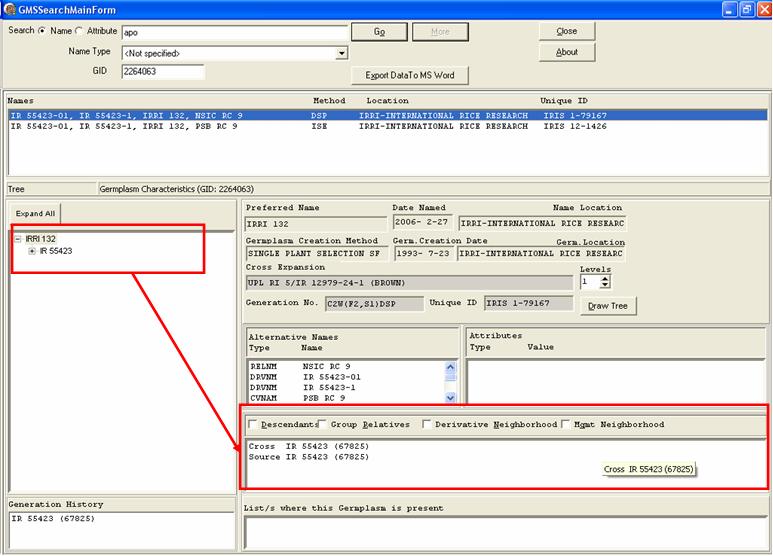 GMSSearchMainForm
Search Name Attribute apo Go More Close
Name Type <Not specified> About
GID 2264063 Export DataTo MS Word
Names Method Location Unique ID
IR 55423-01, IR 55423-1, IRRI 132, NSIC RC 9 DSP IRRI-INTERNATIONAL RICE RESEARCH IRIS 1-79167
IR 55423-01, IR 55423-1, IRRI 132, PSB RC 9 ISE IRRI-INTERNATIONAL RICE RESEARCH IRIS 12-1426
Tree Germplasm Characteristics (GID: 2264063)
Expand All
IRRI 132
IR 55423
Preferred Name Date Named Name Location
IRRI 132 2006- 2-27 IRRI-INTERNATIONAL RICE RESEARC
Germplasm Creation Method Germ.Creation Date Germ.Location
SINGLE PLANT SELECTION SF 1993- 7-23 IRRI-INTERNATIONAL RICE RESEARC
Cross Expansion Levels
UPL RI 5/IR 12979-24-1 (BROWN) 1
Generation No. C2W(F2,S1)DSP Unique ID IRIS 1-79167 Draw Tree
Alternative Names Attributes
Type Name Type Value
RELNM NSIC RC 9
DRVNM IR 55423-01
DRVNM IR 55423-1
CVNAM PSB RC 9
Descendants Group Relatives Derivative Neighborhood Mgmt Neighborhood
Cross IR 55423 (67825)
Source IR 55423 (67825)
Cross IR 55423 (67825)
Generation History List/s where this Germplasm is present
IR 55423 (67825)